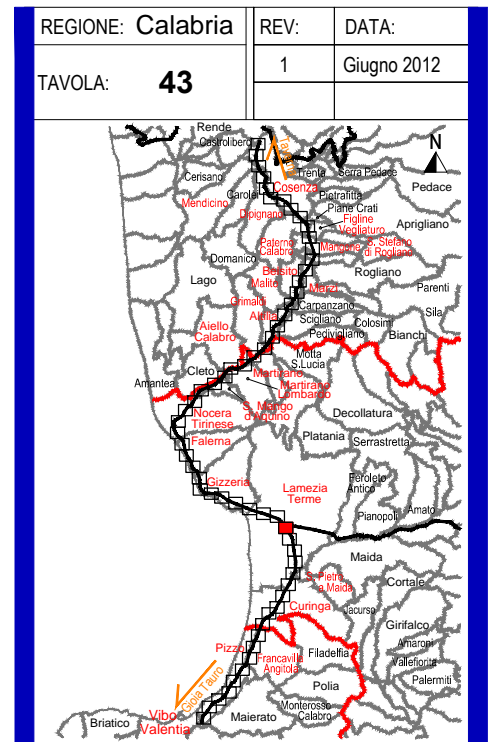 REGIONE: Calabria
REV:
DATA:
TAVOLA: 43
1
Giugno 2012
Rende
Castrolibero
Taranto
N
Cerisano
Trenta
Serra Pedace
Carolei
Cosenza
Pedace
Mendicino
Pietrafitta
Dipignano
Piane Crati
Figline
Vegliaturo
Aprigliano
Paterno
Calabro
Mangone
S. Stefano
di Rogliano
Domanico
Belsito
Rogliano
Lago
Malito
Marzi
Parenti
Grimaldi
Carpanzano
Altilia
Scigliano
Colosimi
Sila
Aiello
Calabro
Pedivigliano
Bianchi
Motta
S.Lucia
Cleto
Martirano
Amantea
Martirano
Lombardo
S. Mango
d'Aquino
Nocera
Tirinese
Decollatura
Platania
Falerna
Serrastretta
Gizzeria
Lamezia
Terme
Feroleto
Antico
Pianopoli
Amato
Maida
S. Pietro
a Maida
Cortale
Curinga
Jacurso
Girifalco
Pizzo
Francavilla
Angitola
Filadelfia
Amaroni
Vallefiorita
Gioia Tauro
Polia
Palermiti
Vibo
Valentia
Monterosso
Calabro
Briatico
Maierato